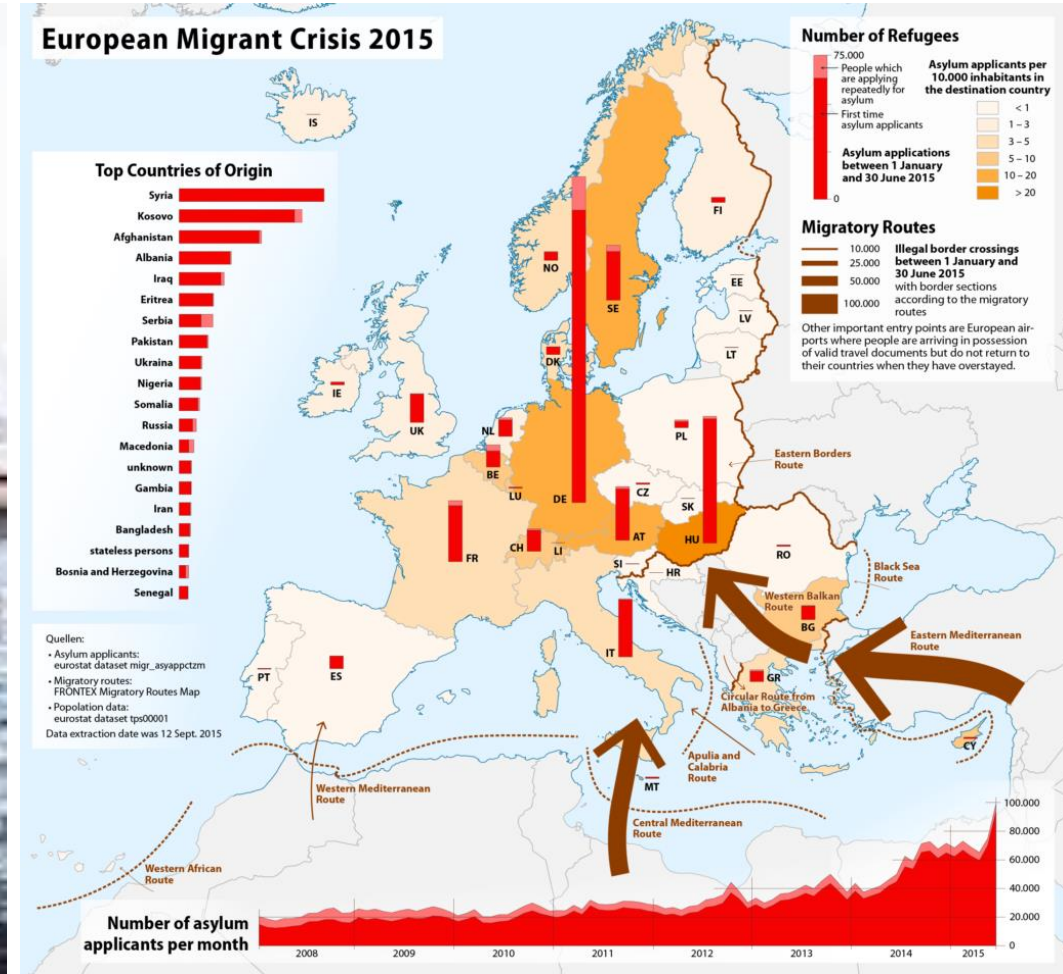 European Migrant Crisis 2015
Number of Refugees
75.000
People which
are applying
repeatedly for
asylum
First time
asylum applicants
Asylum applications
between 1 January
and 30 June 2015
0
Asylum applicants per
10.000 inhabitants in
the destination country
< 1
1 – 3
3 – 5
5 – 10
10 – 20
> 20
Migratory Routes
10.000
25.000
50.000
100.000
Illegal border crossings
between 1 January and
30 June 2015
with border sections
according to the migratory
routes
Other important entry points are European air-
ports where people are arriving in possession
of valid travel documents but do not return to
their countries when they have overstayed.
Top Countries of Origin
Syria
Kosovo
Afghanistan
Albania
Iraq
Eritrea
Serbia
Pakistan
Ukraina
Nigeria
Somalia
Russia
Macedonia
unknown
Gambia
Iran
Bangladesh
stateless persons
Bosnia and Herzegovina
Senegal
IS
NO
SE
FI
EE
LV
LT
DK
IE
UK
NL
BE
LU
DE
PL
CZ
SK
FR
CH
LI
AT
HU
SI
HR
RO
BG
IT
GR
PT
ES
MT
CY
Eastern Borders
Route
Black Sea
Route
Western Balkan
Route
Eastern Mediterranean
Route
Circular Route from
Albania to Greece
Apulia and
Calabria
Route
Central Mediterranean
Route
Western Mediterranean
Route
Western African
Route
Quellen:
• Asylum applicants:
eurostat dataset migr_asyappctzm
• Migratory routes:
FRONTEX Migratory Routes Map
• Popolation data:
eurostat dataset tps00001
Data extraction date was 12 Sept. 2015
Number of asylum
applicants per month
100.000
80.000
60.000
40.000
20.000
0
2008
2009
2010
2011
2012
2013
2014
2015